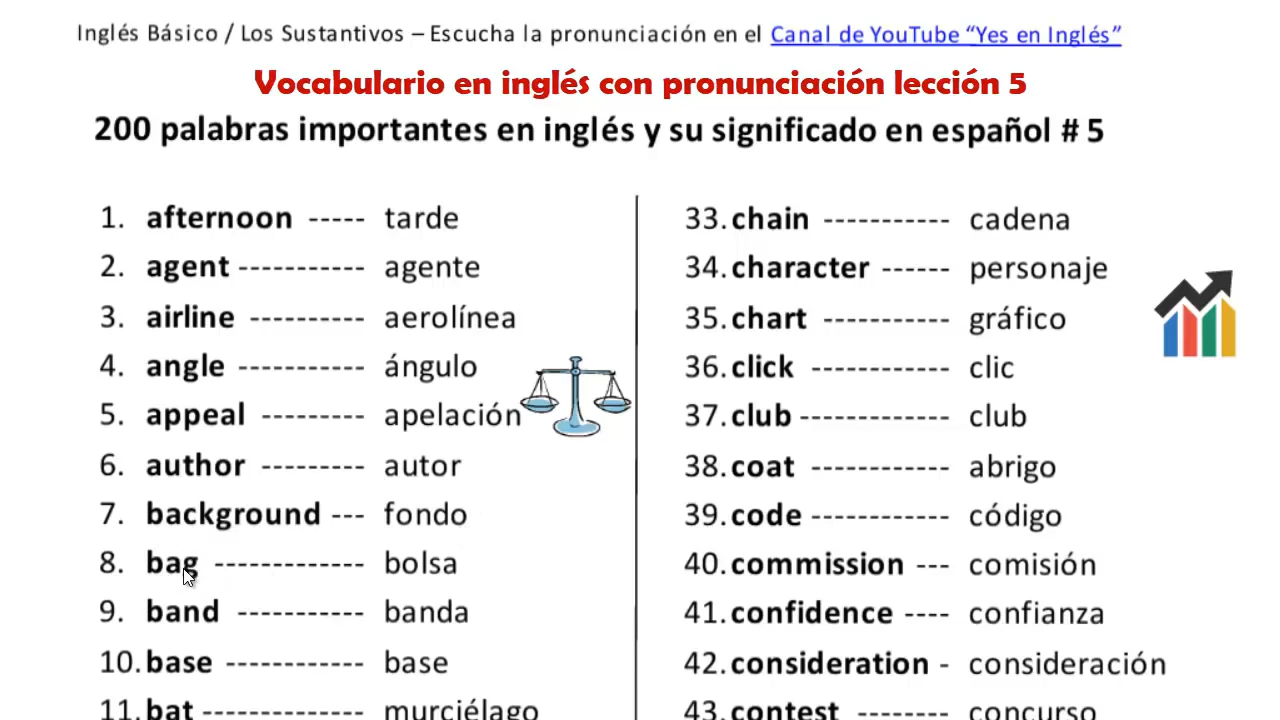 Inglés Básico / Los Sustantivos – Escucha la pronunciación en el Canal de YouTube “Yes en Inglés”
Vocabulario en inglés con pronunciación lección 5
200 palabras importantes en inglés y su significado en español # 5
1. afternoon ----- tarde
2. agent ----------- agente
3. airline ---------- aerolínea
4. angle ----------- ángulo
5. appeal --------- apelación
6. author --------- autor
7. background --- fondo
8. bag ------------- bolsa
9. band ----------- banda
10. base ------------ base
11. bat -------------- murciélago
33. chain ----------- cadena
34. character ------ personaje
35. chart ----------- gráfico
36. click ------------ clic
37. club ------------- club
38. coat ------------ abrigo
39. code ------------ código
40. commission --- comisión
41. confidence ---- confianza
42. consideration - consideración
43. contest -------- concurso